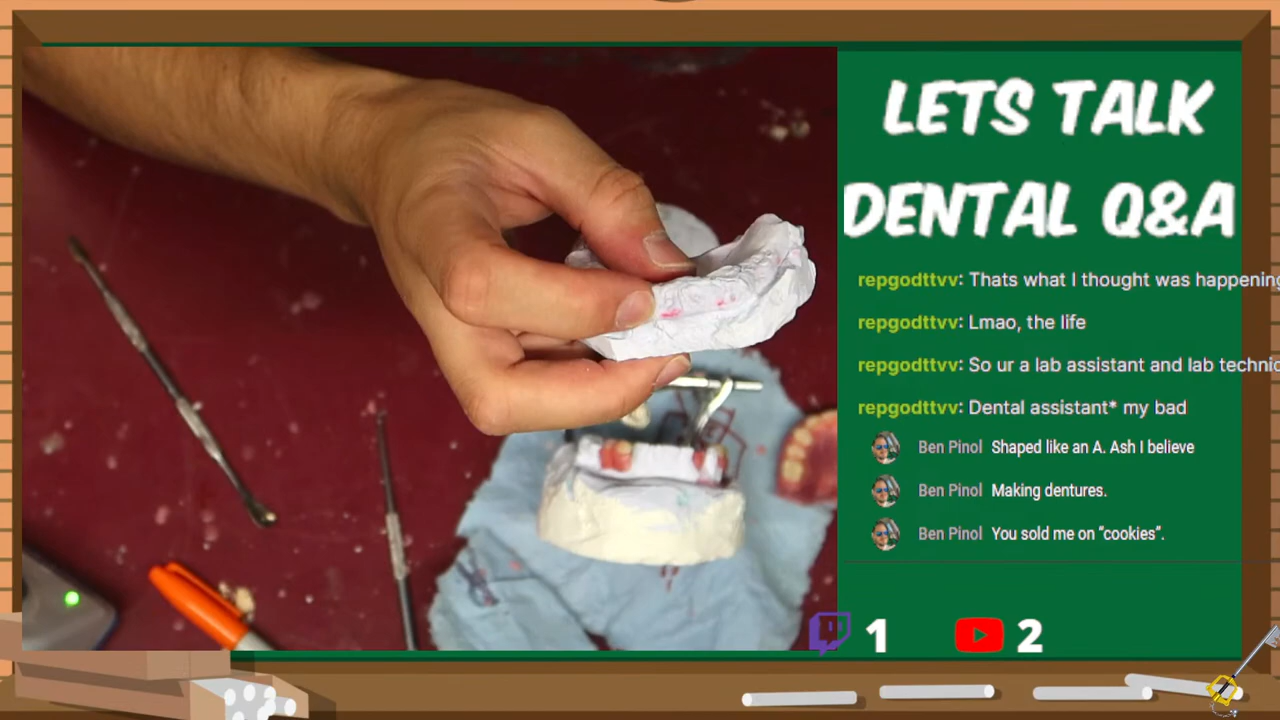 LETS TALK
DENTAL Q&A
repgodttvv: Thats what I thought was happening
repgodttvv: Lmao, the life
repgodttvv: So ur a lab assistant and lab technic
repgodttvv: Dental assistant* my bad
Ben Pinol Shaped like an A. Ash I believe
Ben Pinol Making dentures.
Ben Pinol You sold me on “cookies”.
1 2